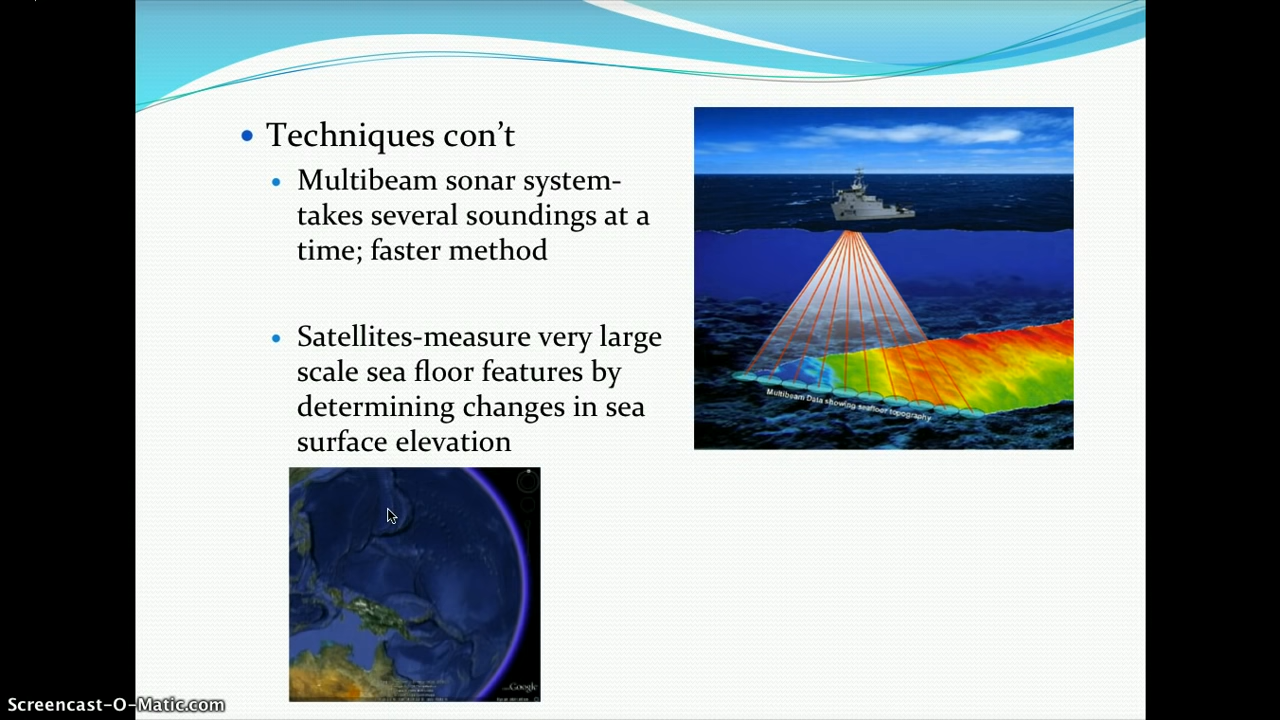 Techniques con't
Multibeam sonar system-
takes several soundings at a
time; faster method
Satellites-measure very large
scale sea floor features by
determining changes in sea
surface elevation
Multibeam Data showing seafloor topography
Google
Screencast-O-Matic.com